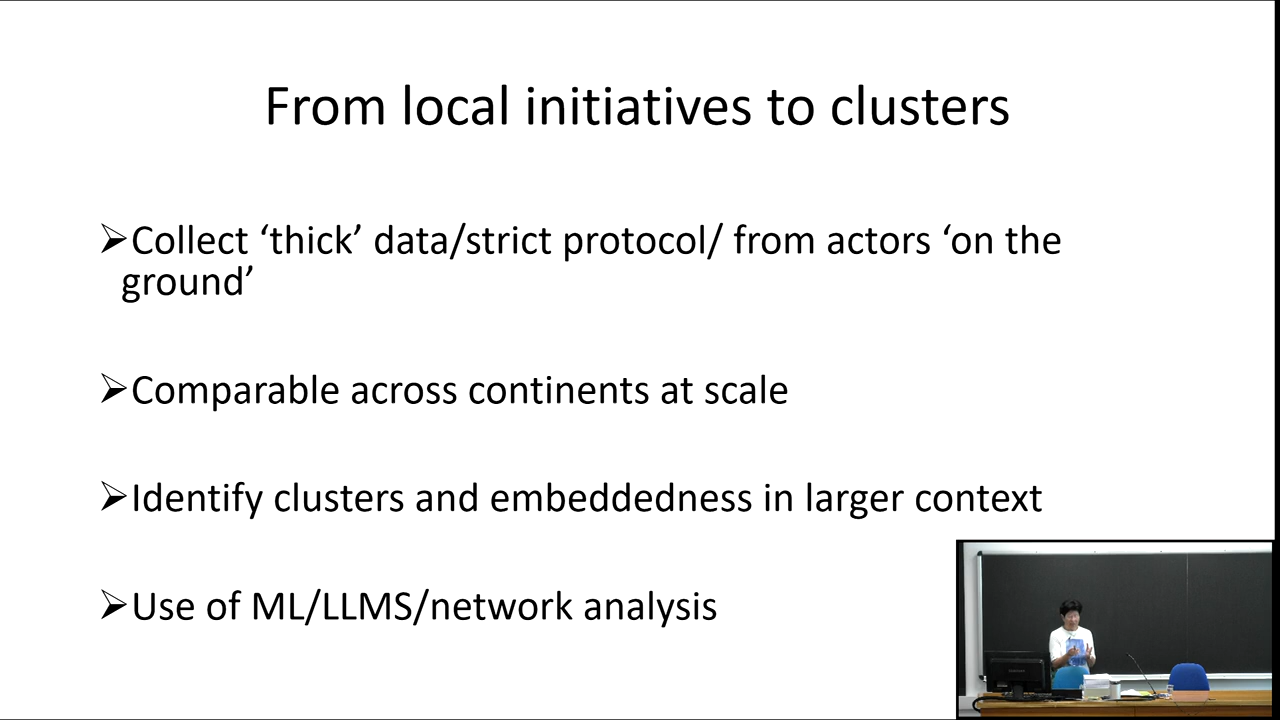 From local initiatives to clusters
➢Collect ‘thick’ data/strict protocol/ from actors ‘on the
ground’
➢Comparable across continents at scale
➢Identify clusters and embeddedness in larger context
➢Use of ML/LLMS/network analysis